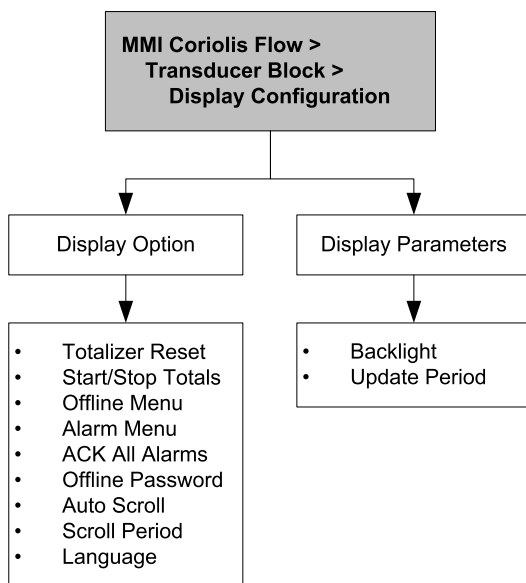 MMI Coriolis Flow >
Transducer Block >
Display Configuration
Display Option
Display Parameters
• Totalizer Reset
• Start/Stop Totals
• Offline Menu
• Alarm Menu
• ACK All Alarms
• Offline Password
• Auto Scroll
• Scroll Period
• Language
• Backlight
• Update Period